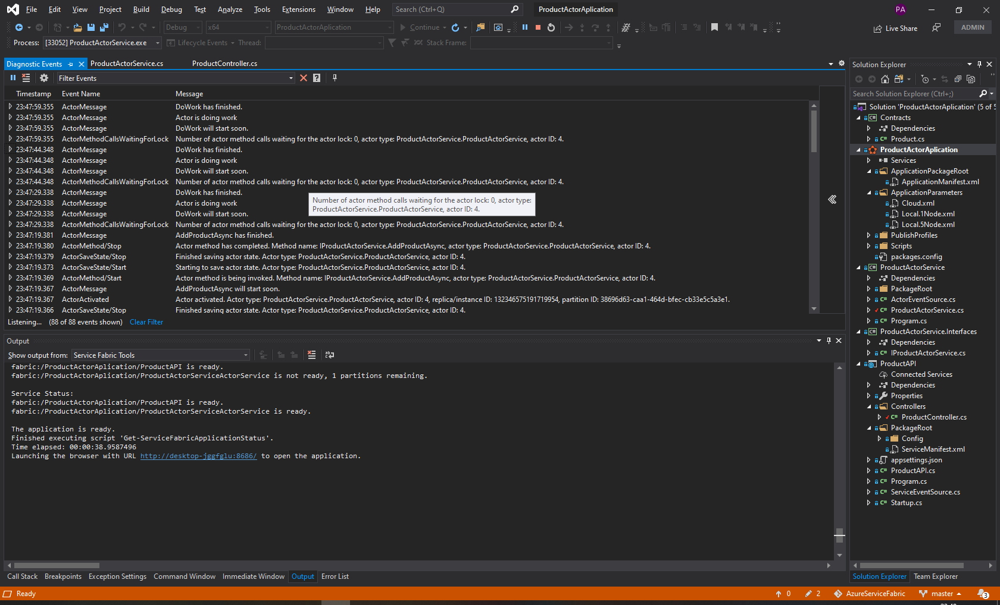 File Edit View Project Build Debug Test Analyze Tools Extensions Window Help Search (Ctrl+Q) ProductActorAplication PA
Debug x64 ProductActorAplication Continue Live Share ADMIN
Process: [33052] ProductActorService.exe Lifecycle Events Thread: Stack Frame:
Diagnostic Events ProductActorService.cs ProductController.cs
Filter Events
Timestamp Event Name Message
23:47:59.355 ActorMessage DoWork has finished.
23:47:59.355 ActorMessage Actor is doing work
23:47:59.355 ActorMessage DoWork will start soon.
23:47:59.355 ActorMethodCallsWaitingForLock Number of actor method calls waiting for the actor lock: 0, actor type: ProductActorService.ProductActorService, actor ID: 4.
23:47:44.348 ActorMessage DoWork has finished.
23:47:44.348 ActorMessage Actor is doing work
23:47:44.348 ActorMessage DoWork will start soon.
23:47:44.348 ActorMethodCallsWaitingForLock Number of actor method calls waiting for the actor lock: 0, actor type: ProductActorService.ProductActorService, actor ID: 4.
23:47:29.338 ActorMessage DoWork has finished.
23:47:29.338 ActorMessage Actor is doing work
23:47:29.338 ActorMessage DoWork will start soon.
Number of actor method calls waiting for the actor lock: 0, actor type:
ProductActorService.ProductActorService, actor ID: 4.
23:47:29.338 ActorMethodCallsWaitingForLock Number of actor method calls waiting for the actor lock: 0, actor type: ProductActorService.ProductActorService, actor ID: 4.
23:47:19.381 ActorMessage AddProductAsync has finished.
23:47:19.380 ActorMethod/Stop Actor method has completed. Method name: IProductActorService.AddProductAsync, actor type: ProductActorService.ProductActorService, actor ID: 4.
23:47:19.379 ActorSaveState/Stop Finished saving actor state. Actor type: ProductActorService.ProductActorService, actor ID: 4.
23:47:19.373 ActorSaveState/Start Starting to save actor state. Actor type: ProductActorService.ProductActorService, actor ID: 4.
23:47:19.369 ActorMethod/Start Actor method is being invoked. Method name: IProductActorService.AddProductAsync, actor type: ProductActorService.ProductActorService, actor ID: 4.
23:47:19.367 ActorMessage AddProductAsync will start soon.
23:47:19.367 ActorActivated Actor activated. Actor type: ProductActorService.ProductActorService, actor ID: 4, replica/instance ID: 132346575191719954, partition ID: 38696d63-caa1-464d-bfec-cb33e5c5a3e1.
23:47:19.366 ActorSaveState/Stop Finished saving actor state. Actor type: ProductActorService.ProductActorService, actor ID: 4.
Listening... (88 of 88 events shown) Clear Filter
Output
Show output from: Service Fabric Tools
fabric:/ProductActorAplication/ProductAPI is ready.
fabric:/ProductActorAplication/ProductActorServiceActorService is not ready, 1 partitions remaining.
Service Status:
fabric:/ProductActorAplication/ProductAPI is ready.
fabric:/ProductActorAplication/ProductActorServiceActorService is ready.
The application is ready.
Finished executing script 'Get-ServiceFabricApplicationStatus'.
Time elapsed: 00:00:38.9587496
Launching the browser with URL http://desktop-jggfglu:8686/ to open the application.
Call Stack Breakpoints Exception Settings Command Window Immediate Window Output Error List
Solution Explorer
Search Solution Explorer (Ctrl+;)
Solution 'ProductActorAplication' (5 of 5
C# Contracts
Dependencies
C# Product.cs
ProductActorAplication
Services
ApplicationPackageRoot
ApplicationManifest.xml
ApplicationParameters
Cloud.xml
Local.1Node.xml
Local.5Node.xml
PublishProfiles
Scripts
packages.config
C# ProductActorService
Dependencies
PackageRoot
C# ActorEventSource.cs
C# ProductActorService.cs
C# Program.cs
C# ProductActorService.Interfaces
Dependencies
C# IProductActorService.cs
ProductAPI
Connected Services
Dependencies
Properties
Controllers
C# ProductController.cs
PackageRoot
Config
ServiceManifest.xml
appsettings.json
C# ProductAPI.cs
C# Program.cs
C# ServiceEventSource.cs
C# Startup.cs
Solution Explorer Team Explorer
Ready 0 2 AzureServiceFabric master 3